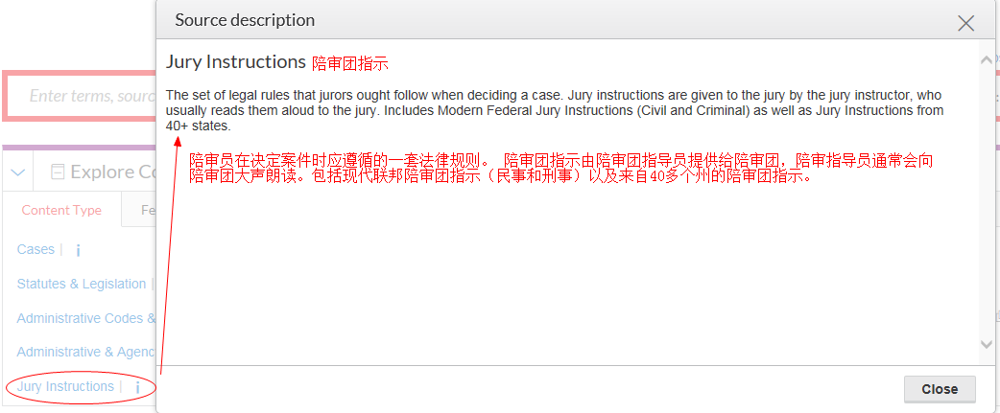 Source description
Jury Instructions 陪审团指示
The set of legal rules that jurors ought follow when deciding a case. Jury instructions are given to the jury by the jury instructor, who
usually reads them aloud to the jury. Includes Modern Federal Jury Instructions (Civil and Criminal) as well as Jury Instructions from
40+ states.
陪审员在决定案件时应遵循的一套法律规则。 陪审团指示由陪审团指导员提供给陪审团，陪审指导员通常会向
陪审团大声朗读。包括现代联邦陪审团指示（民事和刑事）以及来自40多个州的陪审团指示。
Enter terms, sourc
Explore Co
Content Type
Fe
Cases
Statutes & Legislation
Administrative Codes &
Administrative & Agenc
Jury Instructions
Close